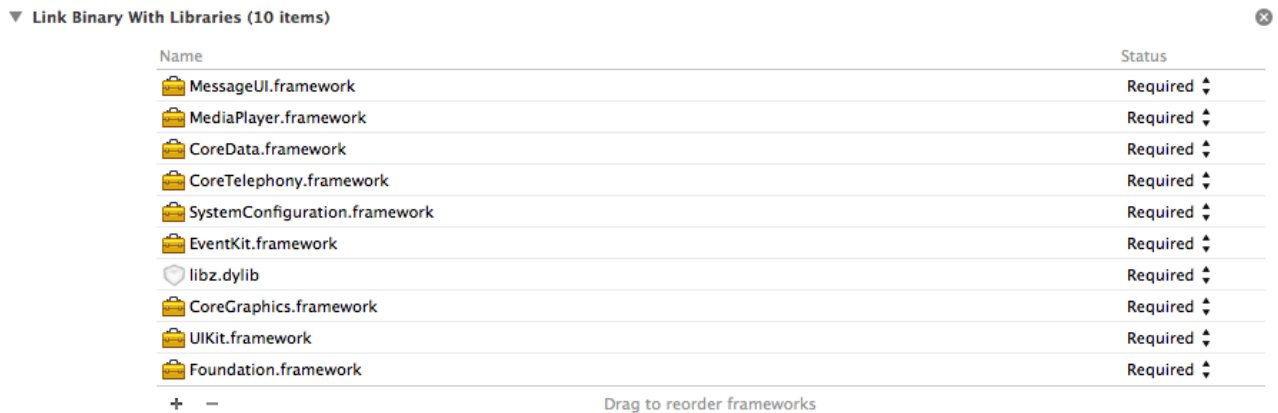 Link Binary With Libraries (10 items)
Name Status
MessageUI.framework Required
MediaPlayer.framework Required
CoreData.framework Required
CoreTelephony.framework Required
SystemConfiguration.framework Required
EventKit.framework Required
libz.dylib Required
CoreGraphics.framework Required
UIKit.framework Required
Foundation.framework Required
+ − Drag to reorder frameworks